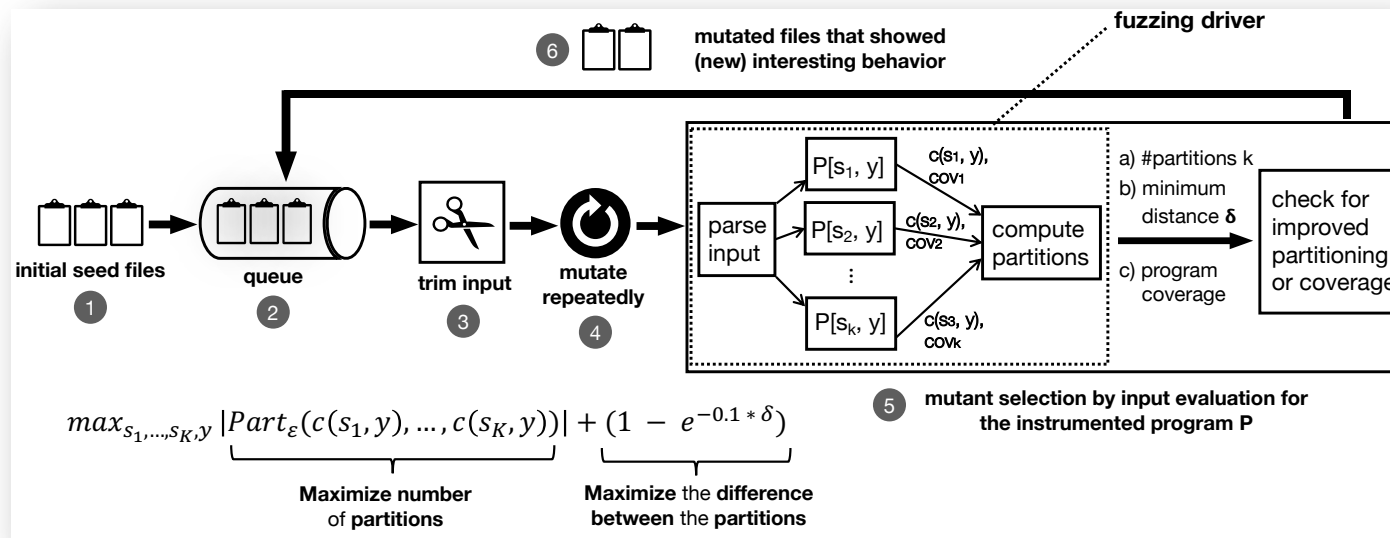 fuzzing driver
6
mutated files that showed
(new) interesting behavior
initial seed files
1
queue
2
trim input
3
mutate
repeatedly
4
parse
input
P[s₁, y]
P[s₂, y]
⋮
P[sₖ, y]
c(s₁, y),
COV₁
c(s₂, y),
COV₂
c(s₃, y),
COVₖ
compute
partitions
a) #partitions k
b) minimum
distance δ
c) program
coverage
check for
improved
partitioning
or coverage
5
mutant selection by input evaluation for
the instrumented program P
max_{s₁,…,s_K,y} |Part_ε(c(s₁, y), … , c(s_K, y))| + (1 − e^{−0.1 * δ})
Maximize number
of partitions
Maximize the difference
between the partitions